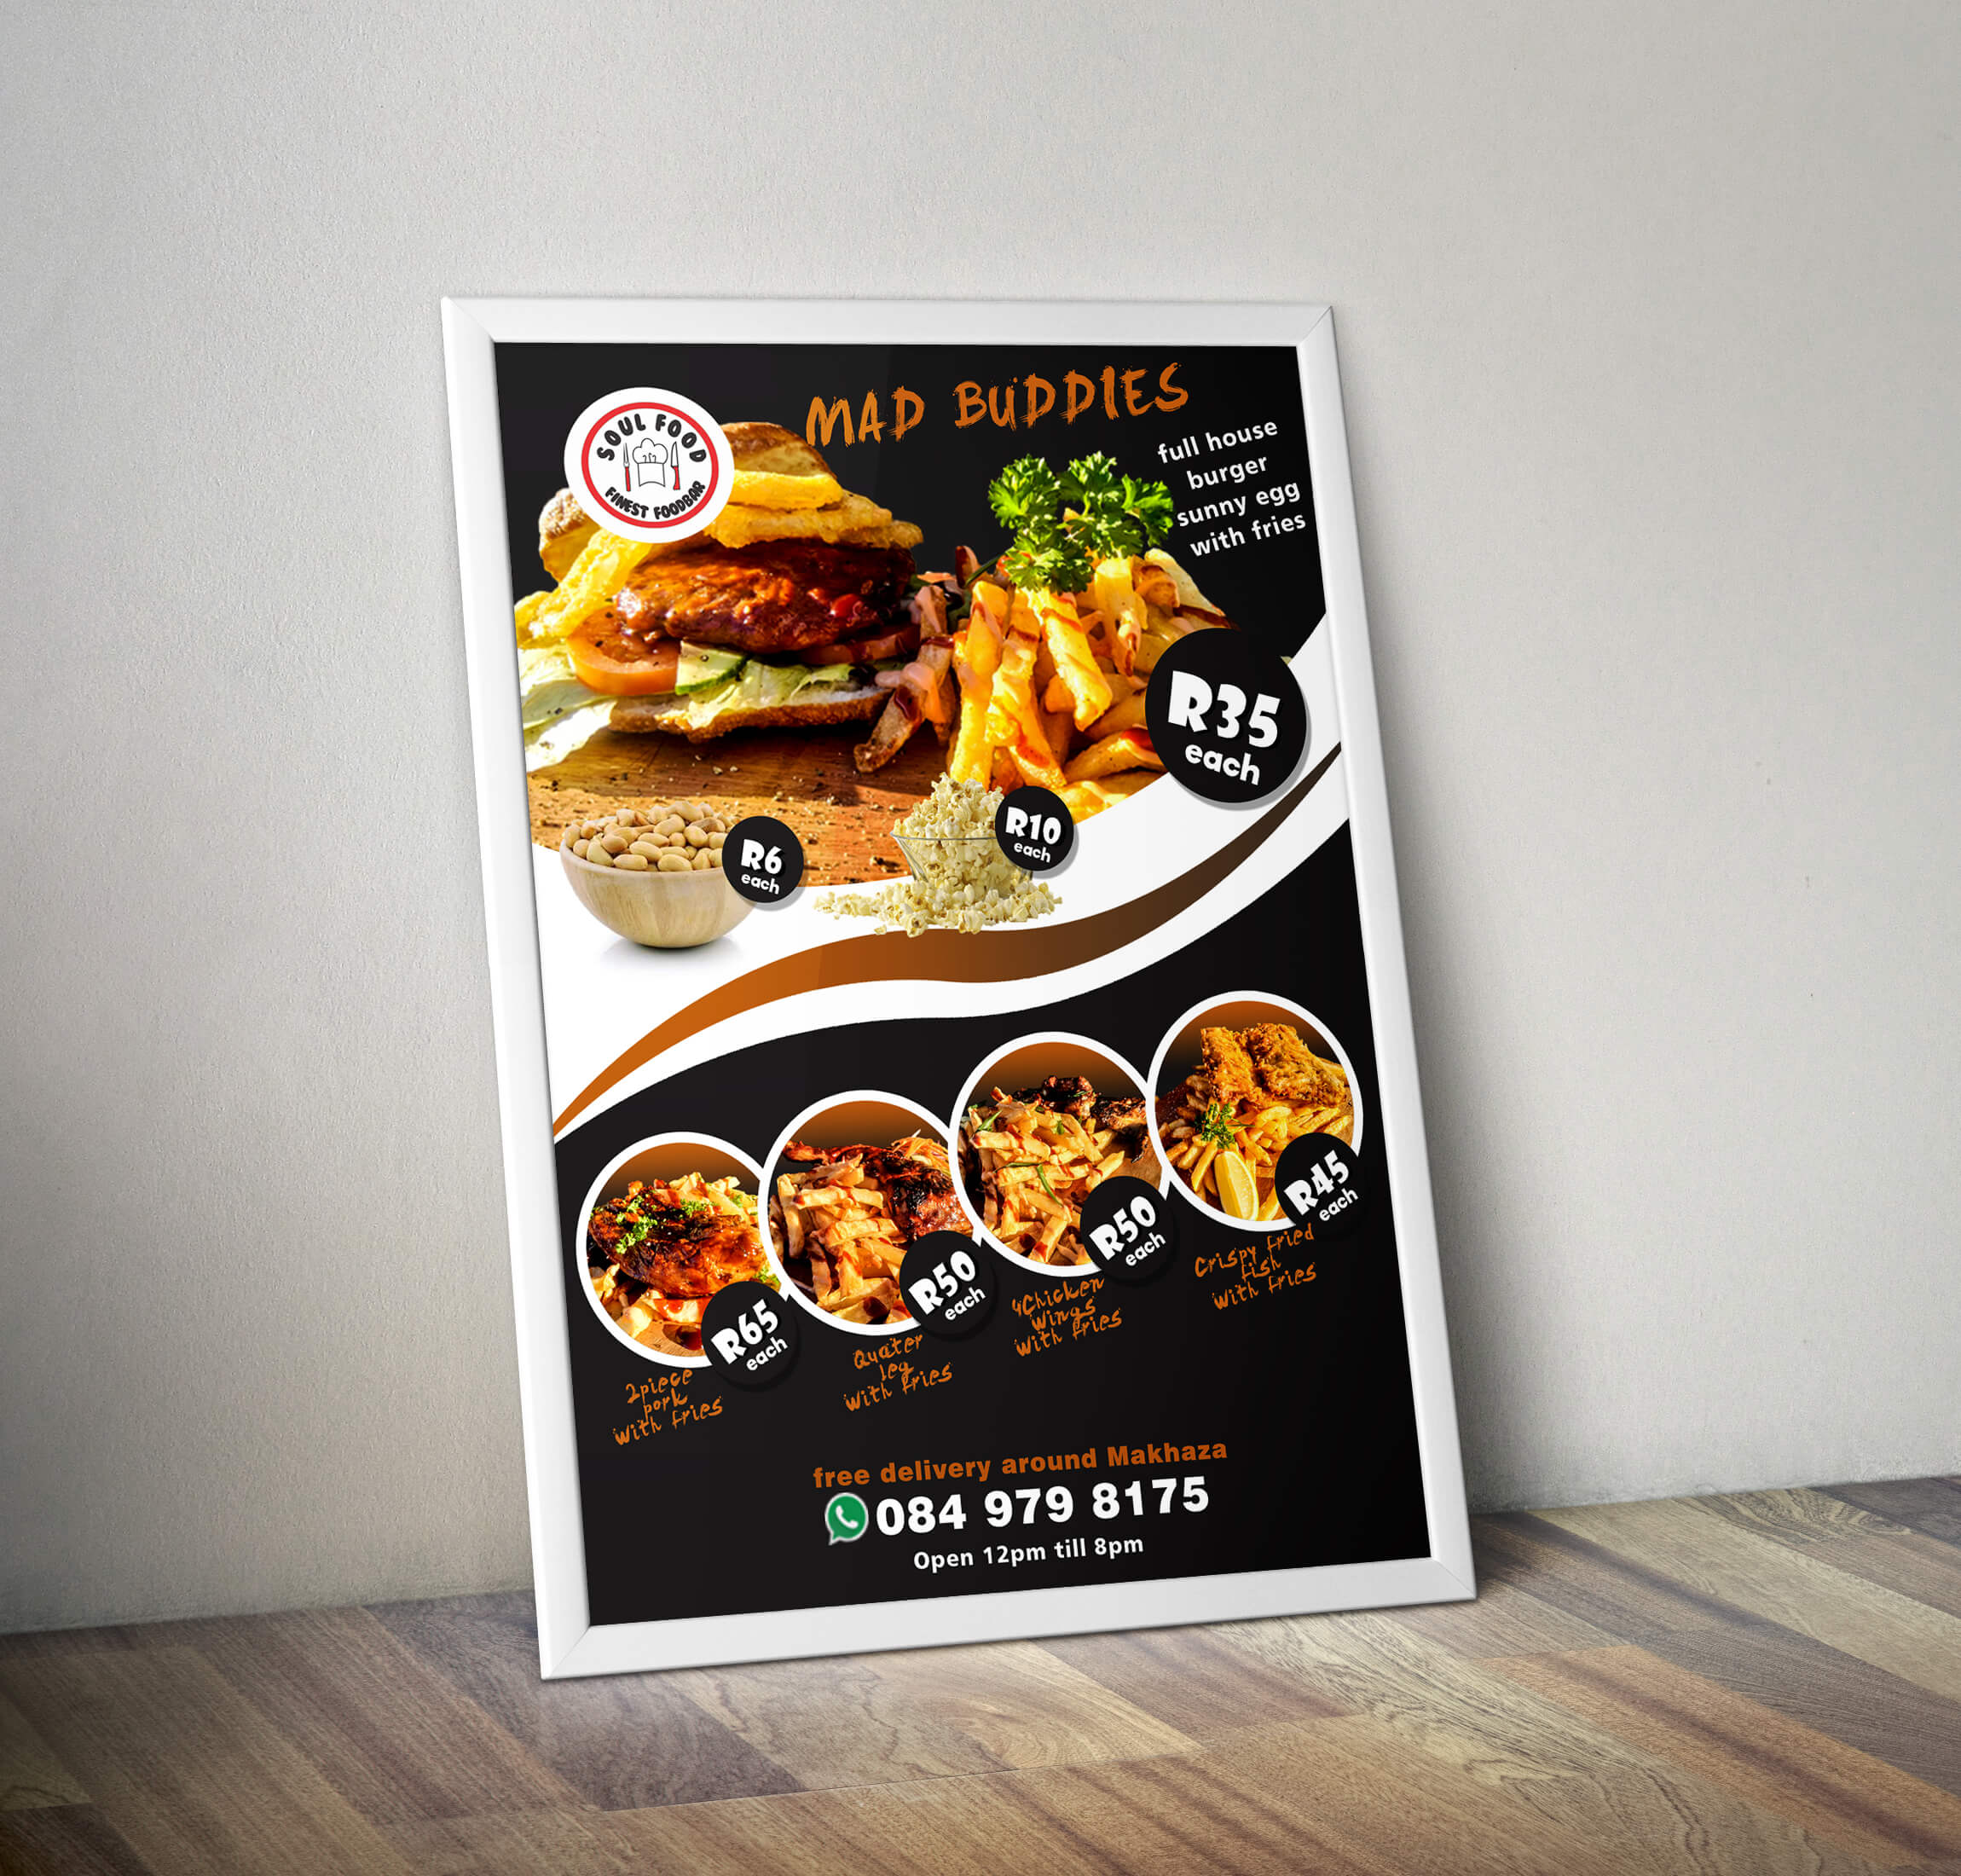 SOUL FOOD
FINEST FOODBAR
MAD BUDDIES
full house
burger
sunny egg
with fries
R35
each
R6
each
R10
each
R65
each
2piece
pork
with fries
R50
each
Quater
leg
with fries
R50
each
4Chicken
wings
with fries
R45
each
Crispy fried
fish
with fries
free delivery around Makhaza
084 979 8175
Open 12pm till 8pm